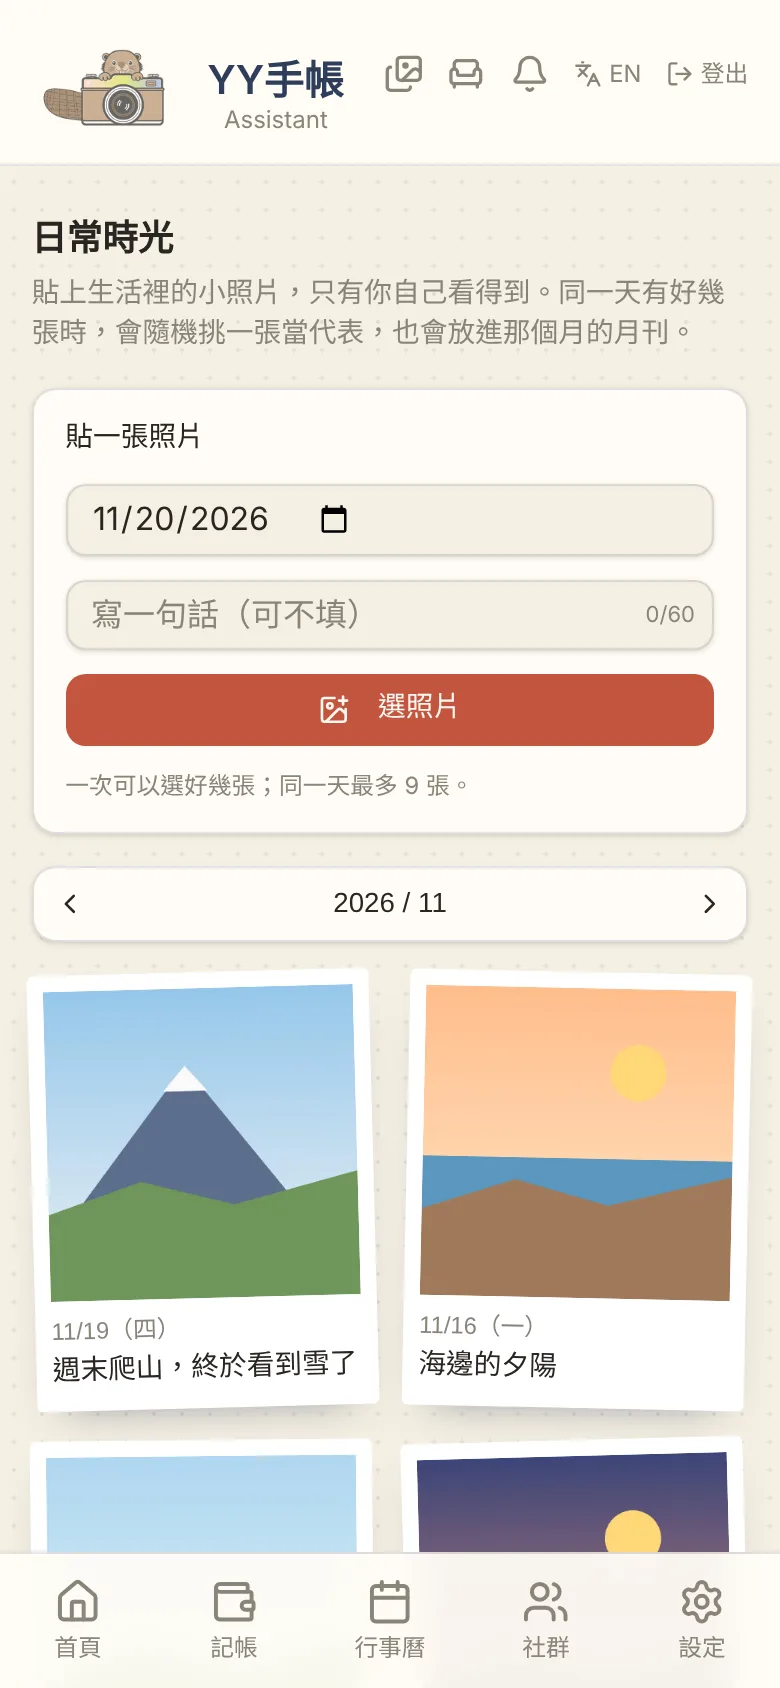 YY手帳
Assistant
EN
登出
日常時光
貼上生活裡的小照片，只有你自己看得到。同一天有好幾
張時，會隨機挑一張當代表，也會放進那個月的月刊。
貼一張照片
11/20/2026
寫一句話（可不填） 0/60
選照片
一次可以選好幾張；同一天最多 9 張。
2026 / 11
11/19（四）
週末爬山，終於看到雪了
11/16（一）
海邊的夕陽
首頁
記帳
行事曆
社群
設定